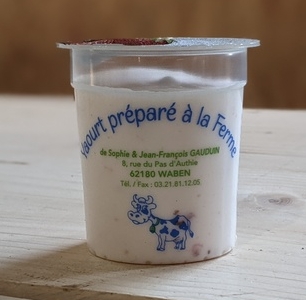 Yaourt préparé à la Ferme
de Sophie & Jean-François GAUDUIN
8, rue du Pas d'Authie
62180 WABEN
Tél. / Fax : 03.21.81.12.05